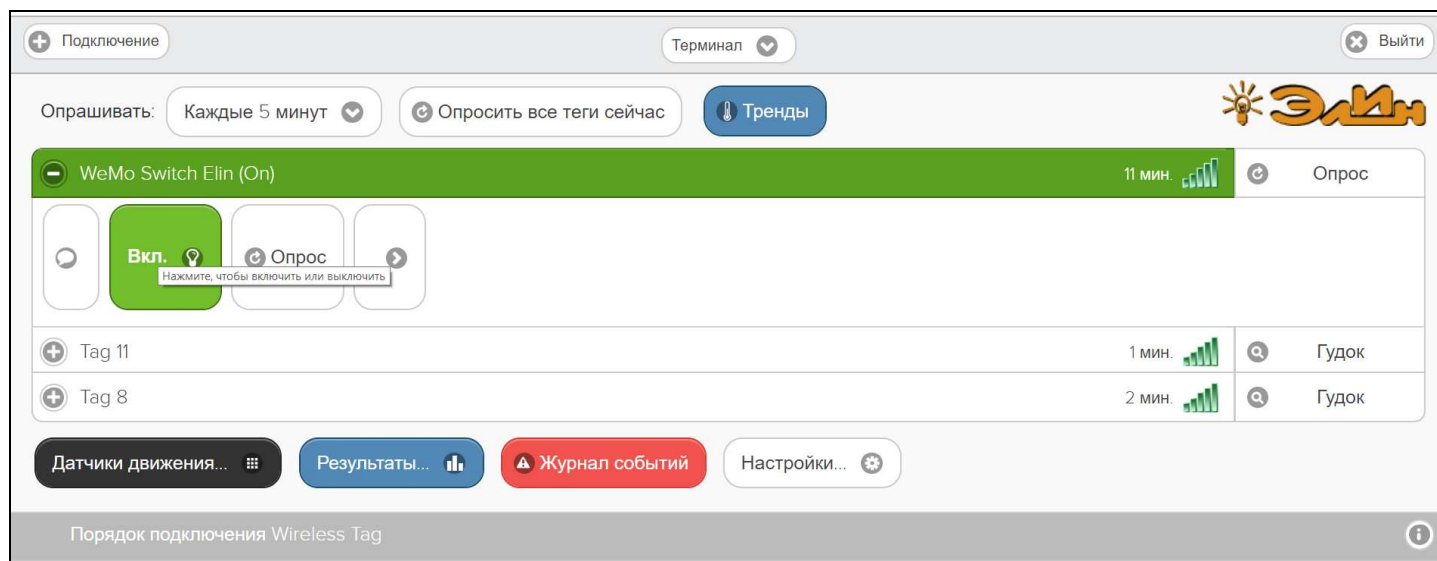 Подключение
Терминал
Выйти
Опрашивать:
Каждые 5 минут
Опросить все теги сейчас
Тренды
Элин
WeMo Switch Elin (On)
11 мин.
Опрос
Вкл.
Опрос
Нажмите, чтобы включить или выключить
Tag 11
1 мин.
Гудок
Tag 8
2 мин.
Гудок
Датчики движения...
Результаты...
Журнал событий
Настройки...
Порядок подключения Wireless Tag